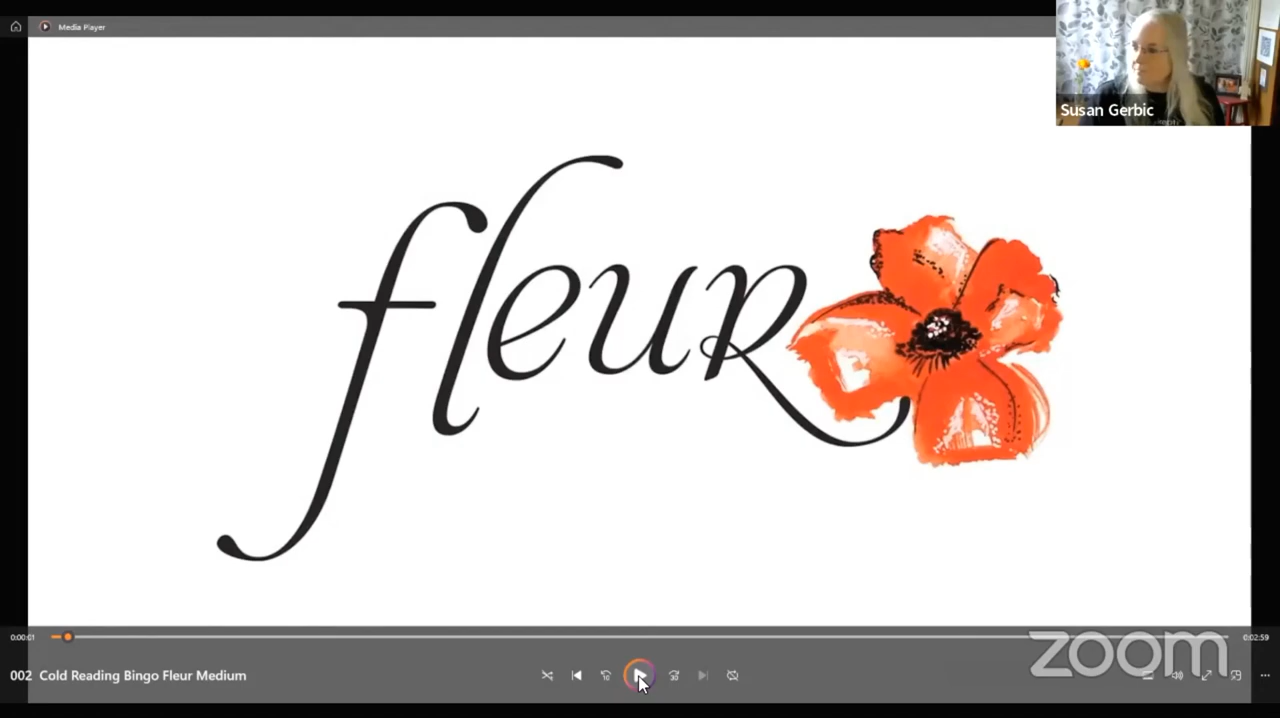 Media Player
Susan Gerbic
fleur
0:00:01
0:02:59
002 Cold Reading Bingo Fleur Medium
zoom